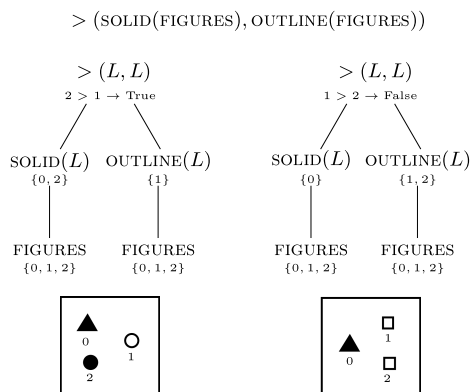 > (SOLID(FIGURES), OUTLINE(FIGURES))
> (L, L)
2 > 1 → True
SOLID(L)
{0, 2}
OUTLINE(L)
{1}
FIGURES
{0, 1, 2}
FIGURES
{0, 1, 2}
0
1
2
> (L, L)
1 > 2 → False
SOLID(L)
{0}
OUTLINE(L)
{1, 2}
FIGURES
{0, 1, 2}
FIGURES
{0, 1, 2}
0
1
2